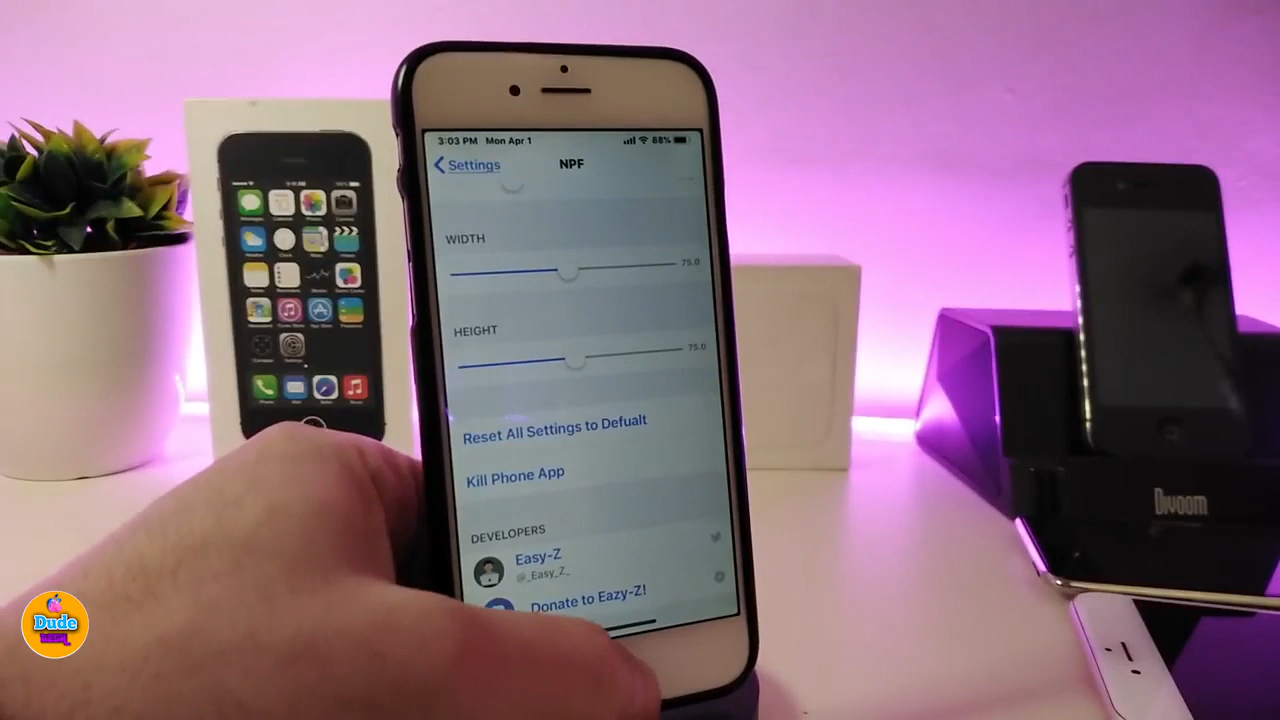 3:03 PM Mon Apr 1 88%
Settings NPF
WIDTH
75.0
HEIGHT
75.0
Reset All Settings to Defualt
Kill Phone App
DEVELOPERS
Easy-Z
@_Easy_Z_
Donate to Eazy-Z!
Divoom
Dude